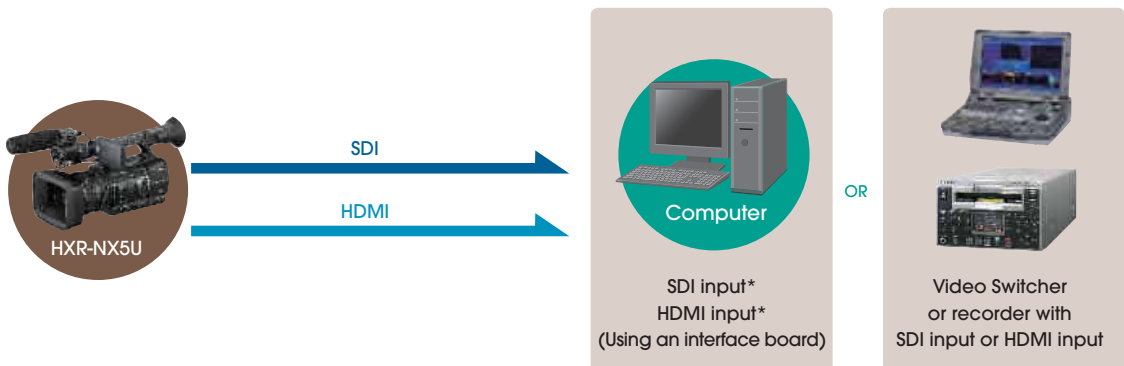 SDI
HDMI
HXR-NX5U
Computer
OR
SDI input*
HDMI input*
(Using an interface board)
Video Switcher
or recorder with
SDI input or HDMI input